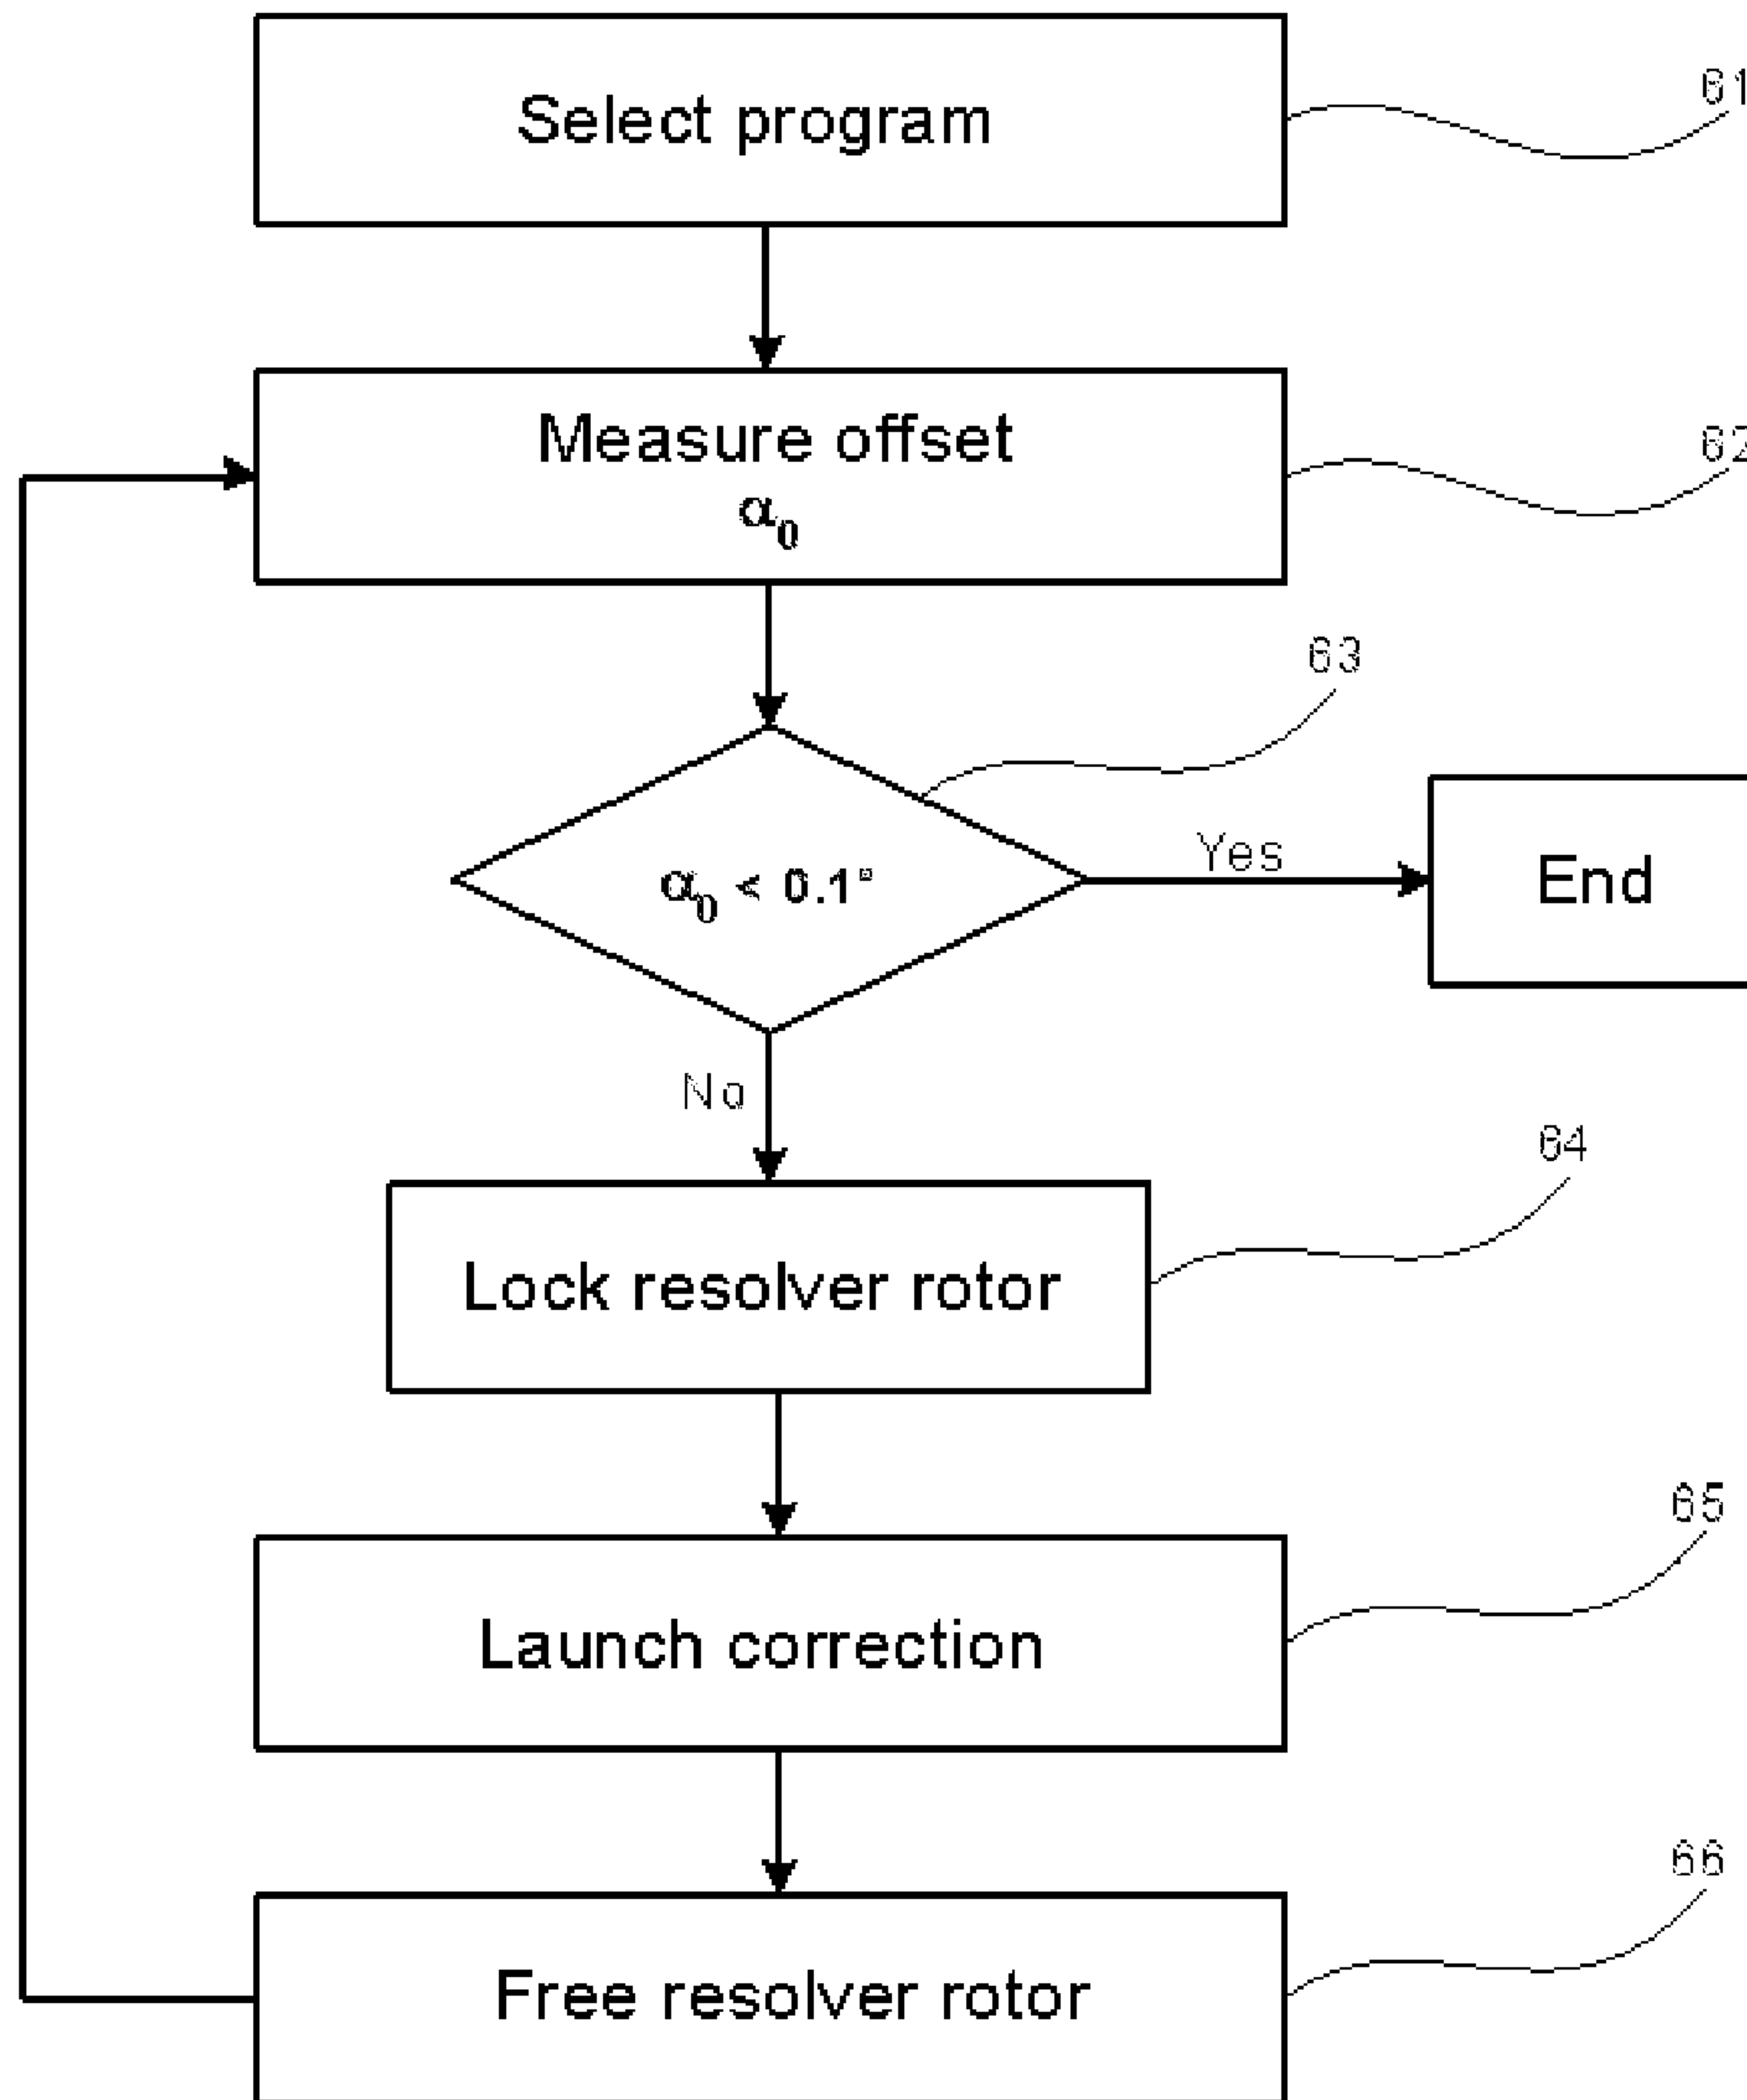 Select program
61
Measure offset
α₀
62
63
α₀ < 0.1°
Yes
End
No
Lock resolver rotor
64
Launch correction
65
Free resolver rotor
66